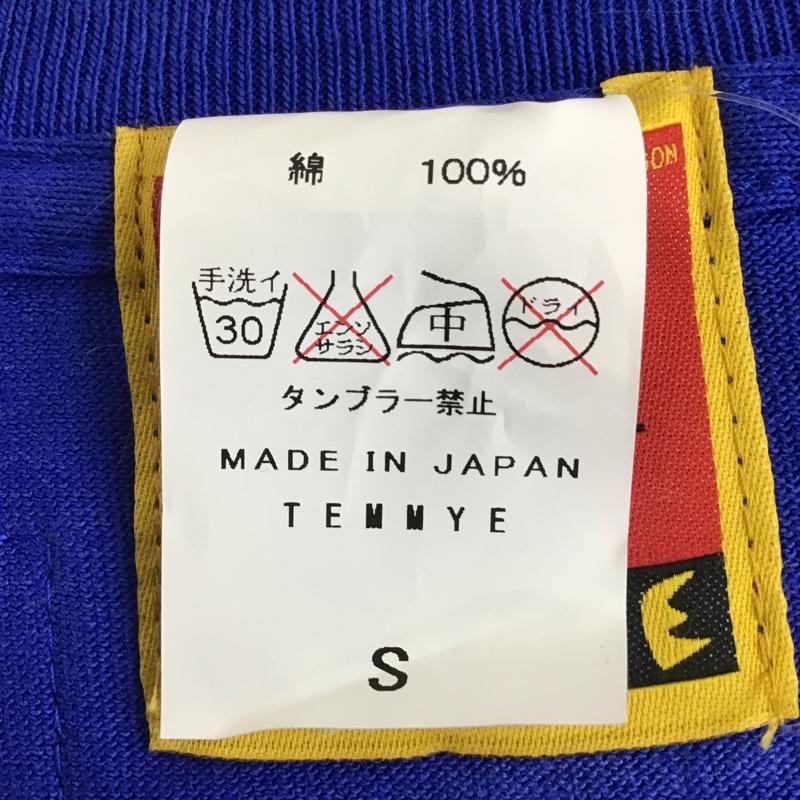 綿 100%
手洗イ
30
エンソ
サラシ
中
ドライ
タンブラー禁止
MADE IN JAPAN
TEMMYE
S